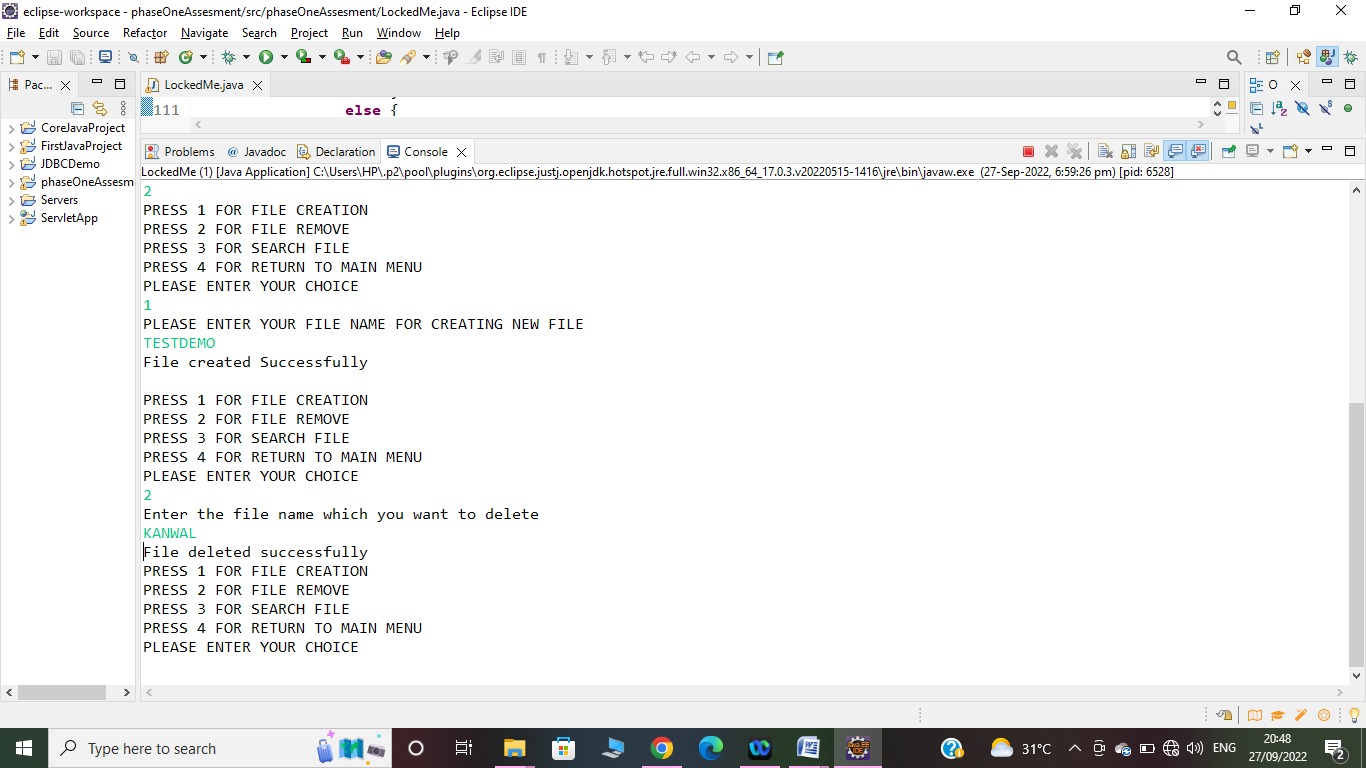 eclipse-workspace - phaseOneAssesment/src/phaseOneAssesment/LockedMe.java - Eclipse IDE
File Edit Source Refactor Navigate Search Project Run Window Help
Pac...
LockedMe.java
O
111
else {
CoreJavaProject
FirstJavaProject
JDBCDemo
phaseOneAssesm
Servers
ServletApp
Problems @ Javadoc Declaration Console
LockedMe (1) [Java Application] C:\Users\HP\.p2\pool\plugins\org.eclipse.justj.openjdk.hotspot.jre.full.win32.x86_64_17.0.3.v20220515-1416\jre\bin\javaw.exe (27-Sep-2022, 6:59:26 pm) [pid: 6528]
2
PRESS 1 FOR FILE CREATION
PRESS 2 FOR FILE REMOVE
PRESS 3 FOR SEARCH FILE
PRESS 4 FOR RETURN TO MAIN MENU
PLEASE ENTER YOUR CHOICE
1
PLEASE ENTER YOUR FILE NAME FOR CREATING NEW FILE
TESTDEMO
File created Successfully
PRESS 1 FOR FILE CREATION
PRESS 2 FOR FILE REMOVE
PRESS 3 FOR SEARCH FILE
PRESS 4 FOR RETURN TO MAIN MENU
PLEASE ENTER YOUR CHOICE
2
Enter the file name which you want to delete
KANWAL
File deleted successfully
PRESS 1 FOR FILE CREATION
PRESS 2 FOR FILE REMOVE
PRESS 3 FOR SEARCH FILE
PRESS 4 FOR RETURN TO MAIN MENU
PLEASE ENTER YOUR CHOICE
Type here to search
31°C
ENG
20:48
27/09/2022
2